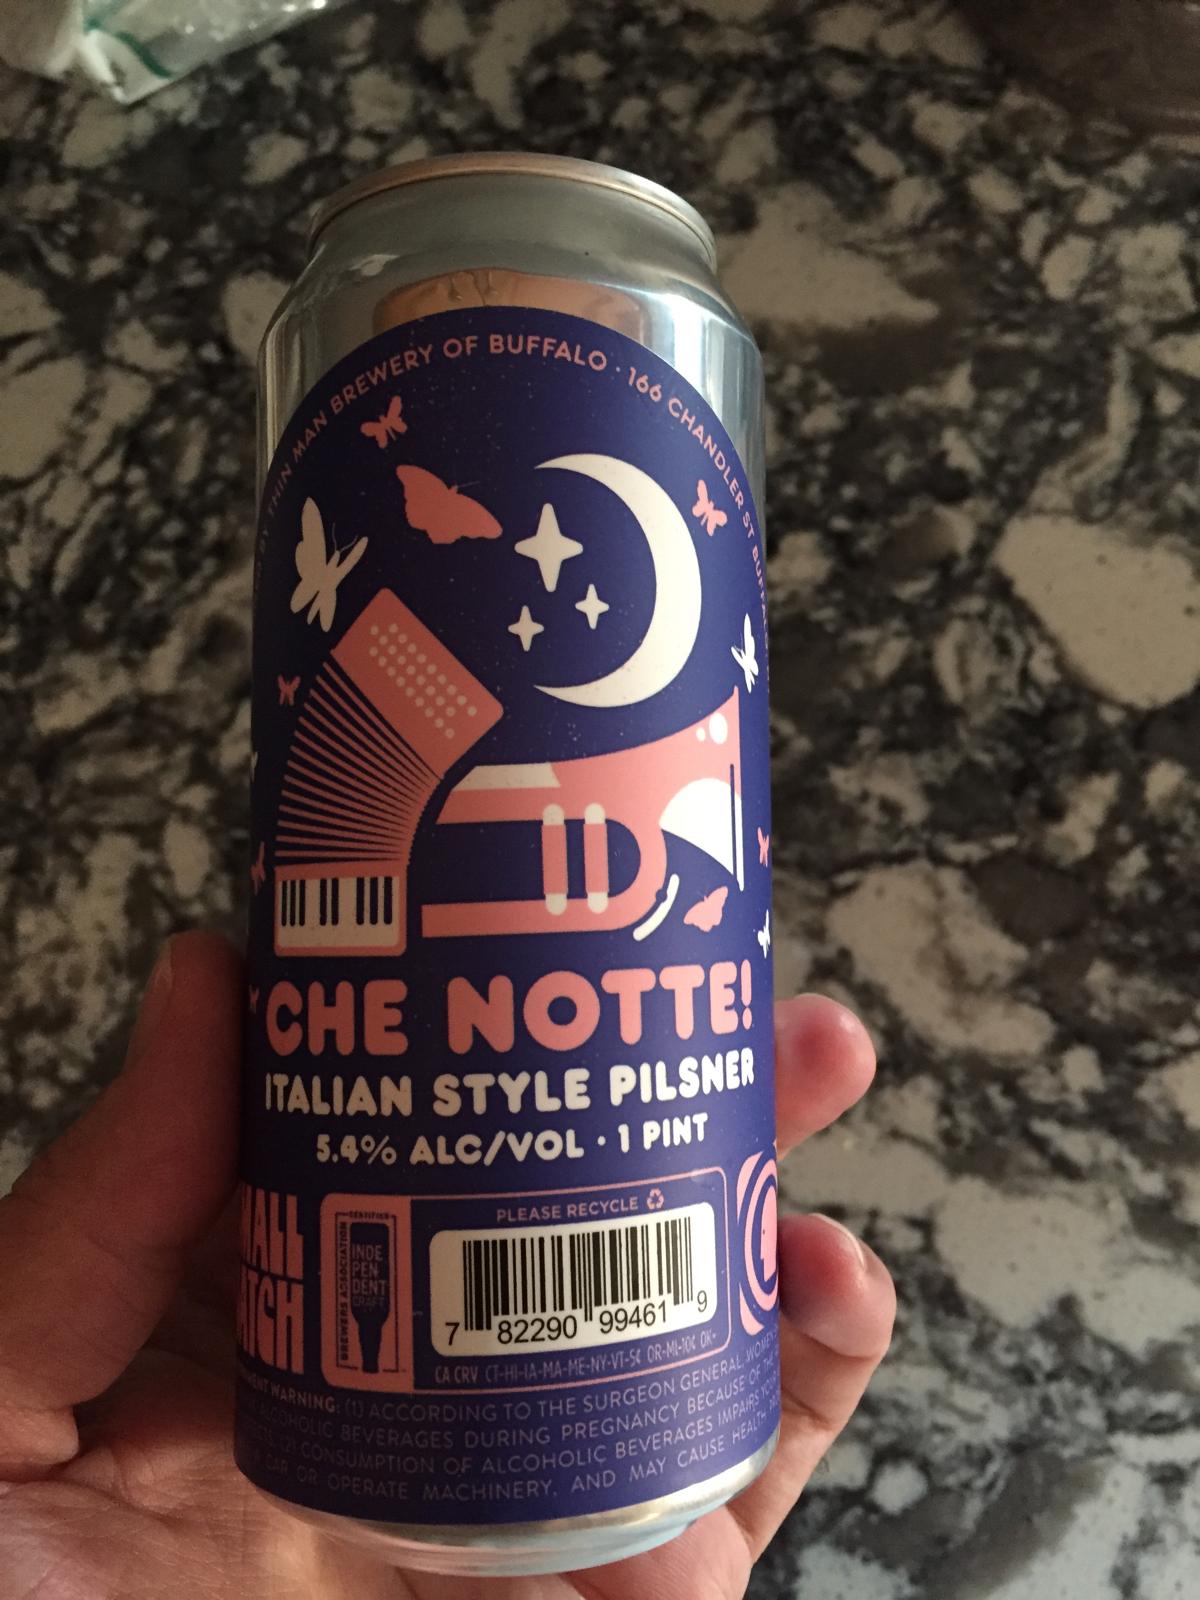 BY THIN MAN BREWERY OF BUFFALO · 166 CHANDLER ST
CHE NOTTE!
ITALIAN STYLE PILSNER
5.4% ALC/VOL · 1 PINT
PLEASE RECYCLE
CERTIFIED
INDE
PEN
DENT
CRAFT
BREWERS ASSOCIATION
7 82290 99461 9
CA CRV CT-HI-IA-MA-ME-NY-VT-5¢ OR-MI-10¢ OK+
WARNING: (1) ACCORDING TO THE SURGEON GENERAL, WOMEN
ALCOHOLIC BEVERAGES DURING PREGNANCY BECAUSE OF THE
(2) CONSUMPTION OF ALCOHOLIC BEVERAGES IMPAIRS
CAR OR OPERATE MACHINERY, AND MAY CAUSE HEALTH